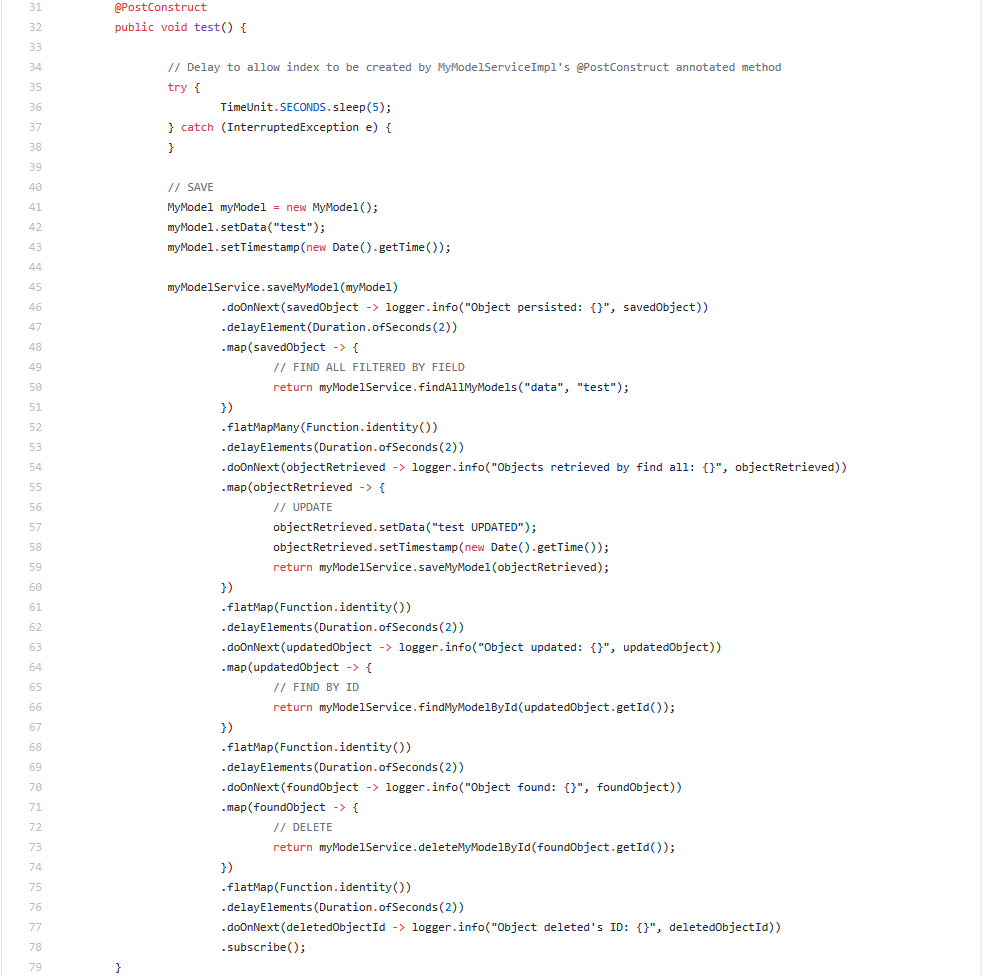 31 @PostConstruct
32 public void test() {
33
34 // Delay to allow index to be created by MyModelServiceImpl's @PostConstruct annotated method
35 try {
36 TimeUnit.SECONDS.sleep(5);
37 } catch (InterruptedException e) {
38 }
39
40 // SAVE
41 MyModel myModel = new MyModel();
42 myModel.setData("test");
43 myModel.setTimestamp(new Date().getTime());
44
45 myModelService.saveMyModel(myModel)
46 .doOnNext(savedObject -> logger.info("Object persisted: {}", savedObject))
47 .delayElement(Duration.ofSeconds(2))
48 .map(savedObject -> {
49 // FIND ALL FILTERED BY FIELD
50 return myModelService.findAllMyModels("data", "test");
51 })
52 .flatMapMany(Function.identity())
53 .delayElements(Duration.ofSeconds(2))
54 .doOnNext(objectRetrieved -> logger.info("Objects retrieved by find all: {}", objectRetrieved))
55 .map(objectRetrieved -> {
56 // UPDATE
57 objectRetrieved.setData("test UPDATED");
58 objectRetrieved.setTimestamp(new Date().getTime());
59 return myModelService.saveMyModel(objectRetrieved);
60 })
61 .flatMap(Function.identity())
62 .delayElements(Duration.ofSeconds(2))
63 .doOnNext(updatedObject -> logger.info("Object updated: {}", updatedObject))
64 .map(updatedObject -> {
65 // FIND BY ID
66 return myModelService.findMyModelById(updatedObject.getId());
67 })
68 .flatMap(Function.identity())
69 .delayElements(Duration.ofSeconds(2))
70 .doOnNext(foundObject -> logger.info("Object found: {}", foundObject))
71 .map(foundObject -> {
72 // DELETE
73 return myModelService.deleteMyModelById(foundObject.getId());
74 })
75 .flatMap(Function.identity())
76 .delayElements(Duration.ofSeconds(2))
77 .doOnNext(deletedObjectId -> logger.info("Object deleted's ID: {}", deletedObjectId))
78 .subscribe();
79 }